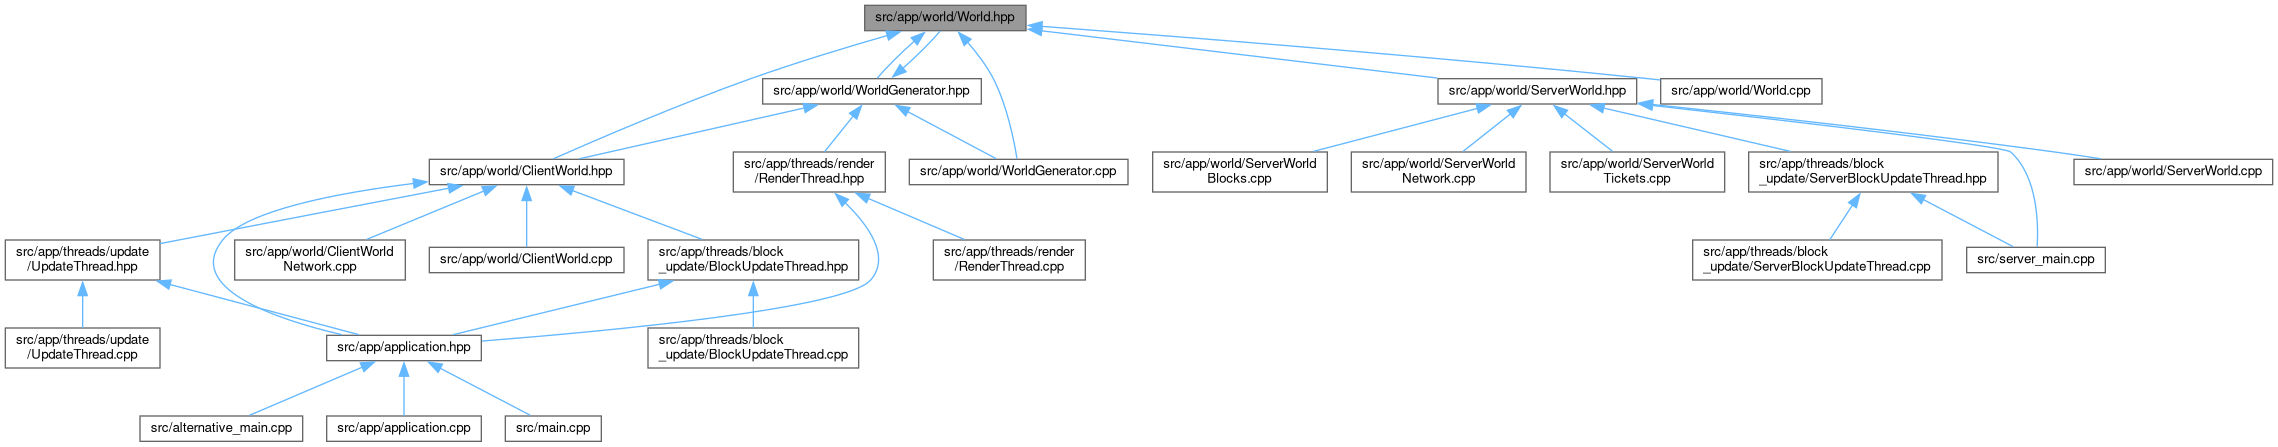 src/app/world/World.hpp
src/app/world/WorldGenerator.hpp
src/app/world/ServerWorld.hpp
src/app/world/World.cpp
src/app/world/ClientWorld.hpp
src/app/threads/render
/RenderThread.hpp
src/app/world/WorldGenerator.cpp
src/app/world/ServerWorld
Blocks.cpp
src/app/world/ServerWorld
Network.cpp
src/app/world/ServerWorld
Tickets.cpp
src/app/threads/block
_update/ServerBlockUpdateThread.hpp
src/app/world/ServerWorld.cpp
src/app/threads/update
/UpdateThread.hpp
src/app/world/ClientWorld
Network.cpp
src/app/world/ClientWorld.cpp
src/app/threads/block
_update/BlockUpdateThread.hpp
src/app/threads/render
/RenderThread.cpp
src/app/threads/block
_update/ServerBlockUpdateThread.cpp
src/server_main.cpp
src/app/threads/update
/UpdateThread.cpp
src/app/application.hpp
src/app/threads/block
_update/BlockUpdateThread.cpp
src/alternative_main.cpp
src/app/application.cpp
src/main.cpp